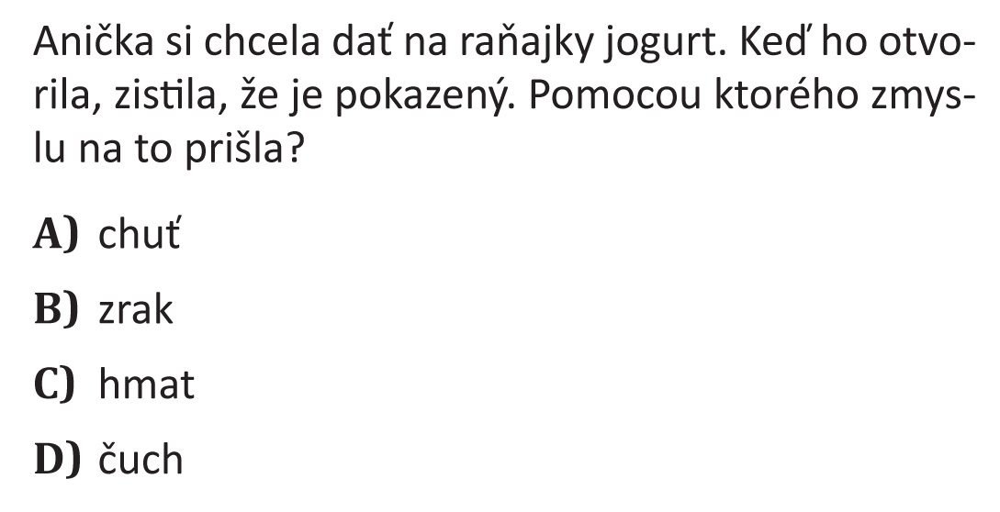 Anička si chcela dať na raňajky jogurt. Keď ho otvo-
rila, zistila, že je pokazený. Pomocou ktorého zmys-
lu na to prišla?
A) chuť
B) zrak
C) hmat
D) čuch